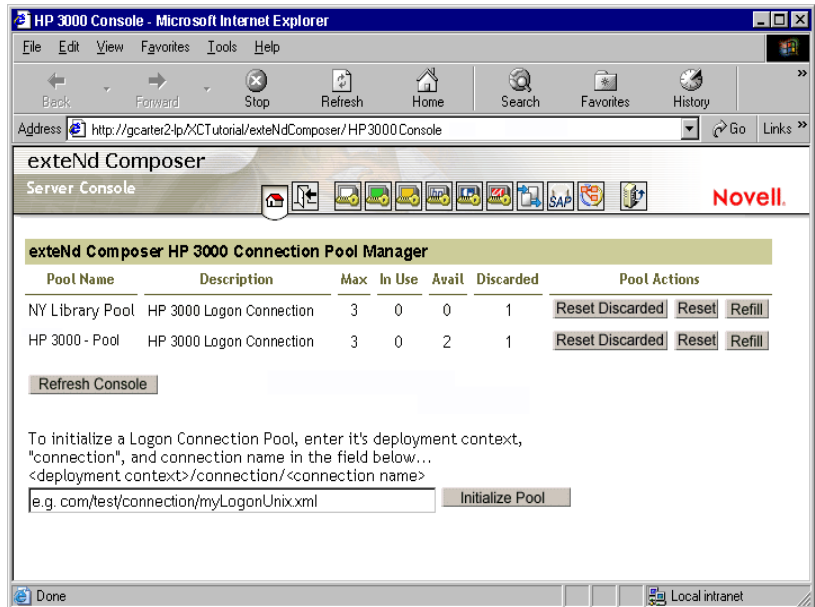 HP 3000 Console - Microsoft Internet Explorer
File Edit View Favorites Tools Help
Back Forward Stop Refresh Home Search Favorites History »
Address http://gcarter2-lp/XCTutorial/exteNdComposer/HP3000Console Go Links »
exteNd Composer
Server Console
hp SAP
Novell.
exteNd Composer HP 3000 Connection Pool Manager
Pool Name Description Max In Use Avail Discarded Pool Actions
NY Library Pool HP 3000 Logon Connection 3 0 0 1 Reset Discarded Reset Refill
HP 3000 - Pool HP 3000 Logon Connection 3 0 2 1 Reset Discarded Reset Refill
Refresh Console
To initialize a Logon Connection Pool, enter it's deployment context,
"connection", and connection name in the field below...
<deployment context>/connection/<connection name>
e.g. com/test/connection/myLogonUnix.xml Initialize Pool
Done Local intranet